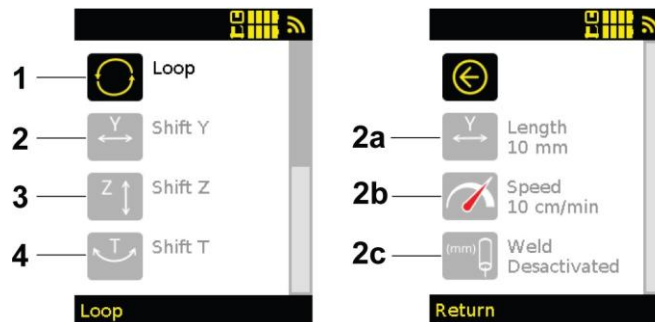 1
Loop
2
Y
Shift Y
3
Z
Shift Z
4
T
Shift T
Loop
2a
Y
Length
10 mm
2b
Speed
10 cm/min
2c
(mm)
Weld
Desactivated
Return